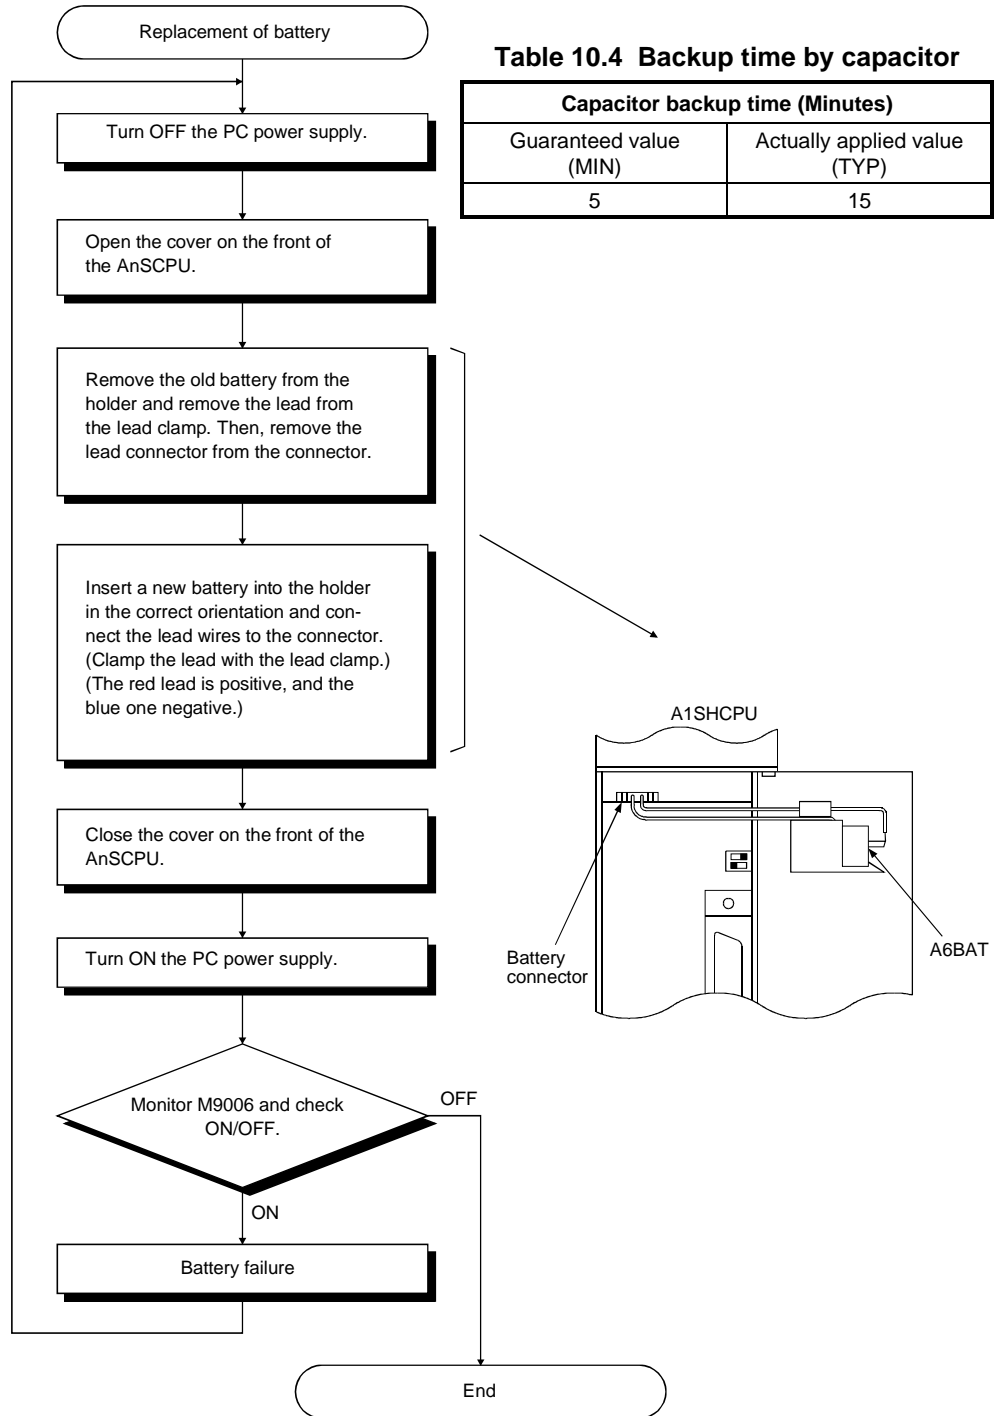 Replacement of battery
Table 10.4 Backup time by capacitor
Capacitor backup time (Minutes)
Guaranteed value
(MIN)
Actually applied value
(TYP)
5
15
Turn OFF the PC power supply.
Open the cover on the front of
the AnSCPU.
Remove the old battery from the
holder and remove the lead from
the lead clamp. Then, remove the
lead connector from the connector.
Insert a new battery into the holder
in the correct orientation and con-
nect the lead wires to the connector.
(Clamp the lead with the lead clamp.)
(The red lead is positive, and the
blue one negative.)
A1SHCPU
Battery
connector
A6BAT
Close the cover on the front of the
AnSCPU.
Turn ON the PC power supply.
Monitor M9006 and check
ON/OFF.
OFF
ON
Battery failure
End